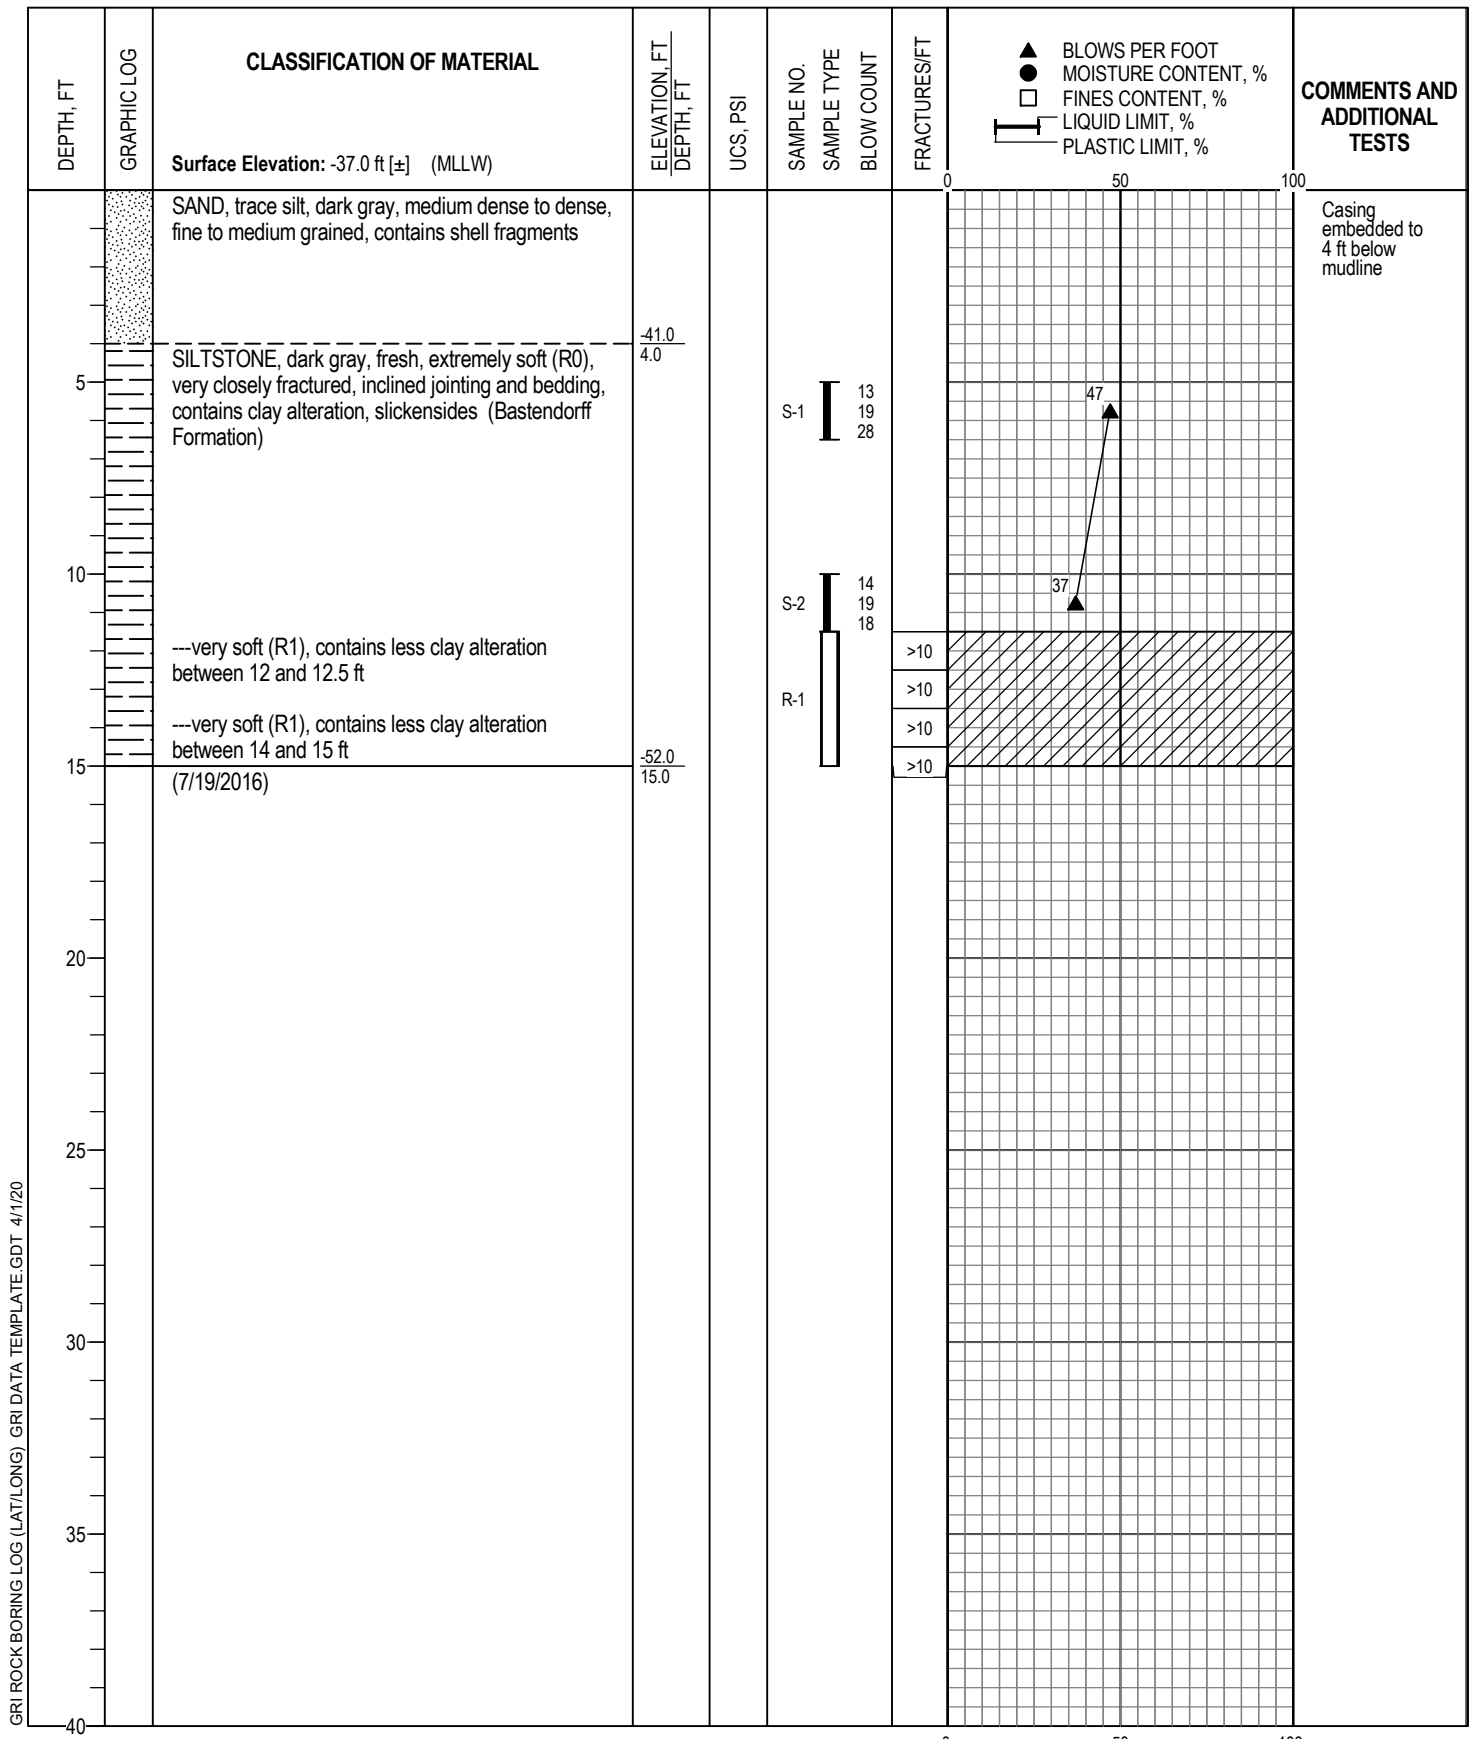 DEPTH, FT
GRAPHIC LOG
CLASSIFICATION OF MATERIAL
Surface Elevation: -37.0 ft [±] (MLLW)
ELEVATION, FT
DEPTH, FT
UCS, PSI
SAMPLE NO.
SAMPLE TYPE
BLOW COUNT
FRACTURES/FT
▲ BLOWS PER FOOT
● MOISTURE CONTENT, %
□ FINES CONTENT, %
LIQUID LIMIT, %
PLASTIC LIMIT, %
COMMENTS AND
ADDITIONAL
TESTS
0 50 100
SAND, trace silt, dark gray, medium dense to dense,
fine to medium grained, contains shell fragments
Casing
embedded to
4 ft below
mudline
-41.0
4.0
SILTSTONE, dark gray, fresh, extremely soft (R0),
very closely fractured, inclined jointing and bedding,
contains clay alteration, slickensides (Bastendorff
Formation)
5
S-1
13
19
28
47
10
S-2
14
19
18
37
---very soft (R1), contains less clay alteration
between 12 and 12.5 ft
R-1
>10
>10
>10
>10
---very soft (R1), contains less clay alteration
between 14 and 15 ft
-52.0
15.0
15
(7/19/2016)
20
25
30
35
40
0 50 100
GRI ROCK BORING LOG (LAT/LONG) GRI DATA TEMPLATE.GDT 4/1/20